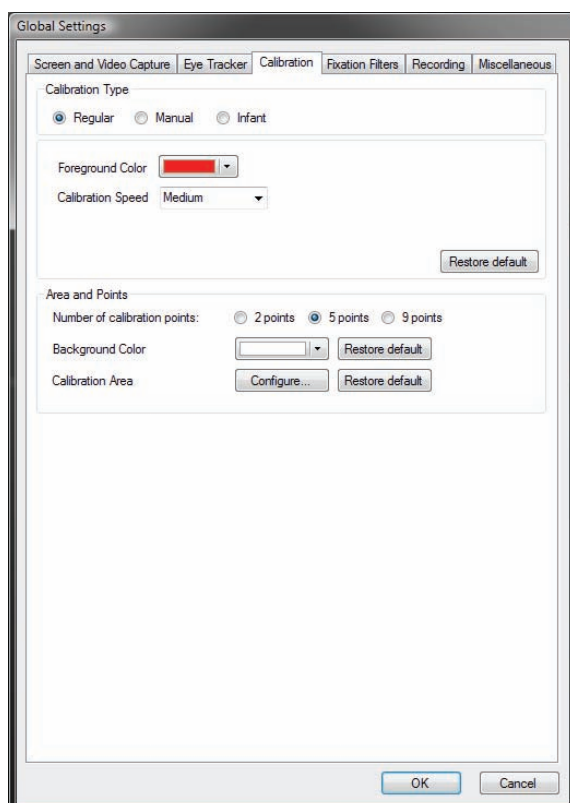 Global Settings
Screen and Video Capture Eye Tracker Calibration Fixation Filters Recording Miscellaneous
Calibration Type
Regular Manual Infant
Foreground Color
Calibration Speed Medium
Restore default
Area and Points
Number of calibration points: 2 points 5 points 9 points
Background Color Restore default
Calibration Area Configure... Restore default
OK Cancel